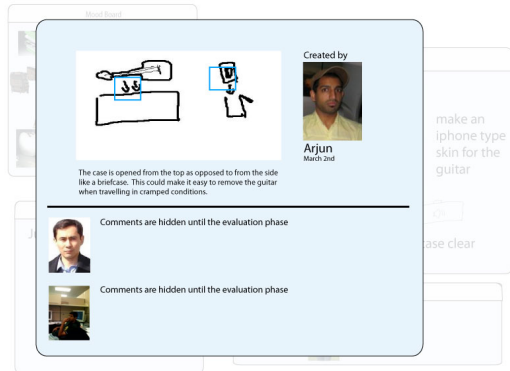 Mood Board
Created by
Arjun
March 2nd
The case is opened from the top as opposed to from the side
like a briefcase. This could make it easy to remove the guitar
when travelling in cramped conditions.
Comments are hidden until the evaluation phase
Comments are hidden until the evaluation phase
make an
iphone type
skin for the
guitar
ase clear